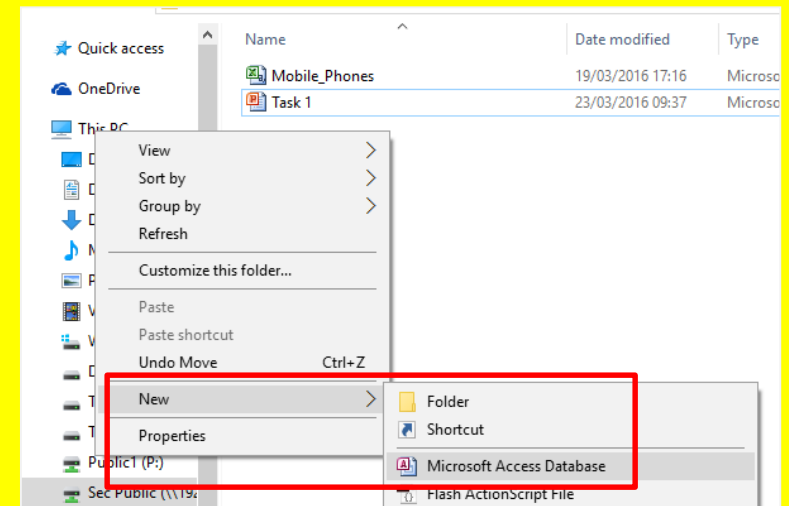 Name Date modified Type
Quick access
Mobile_Phones 19/03/2016 17:16
OneDrive
Task 1 23/03/2016 09:37
This PC
View
Sort by
Group by
Refresh
Customize this folder...
Paste
Paste shortcut
Undo Move Ctrl+Z
New
Folder
Shortcut
Properties
Public1 (P:)
Microsoft Access Database
Sec Public (\\192
Flash ActionScript File